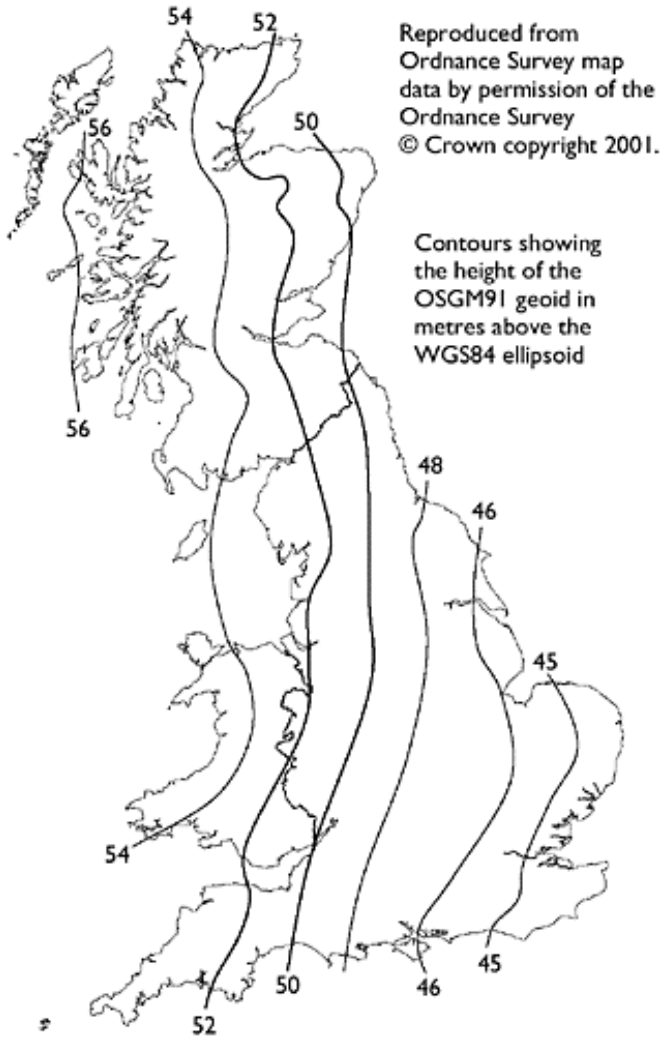 54
52
Reproduced from
Ordnance Survey map
data by permission of the
Ordnance Survey
© Crown copyright 2001.
50
56
Contours showing
the height of the
OSGM91 geoid in
metres above the
WGS84 ellipsoid
56
48
46
45
54
52
50
46
45